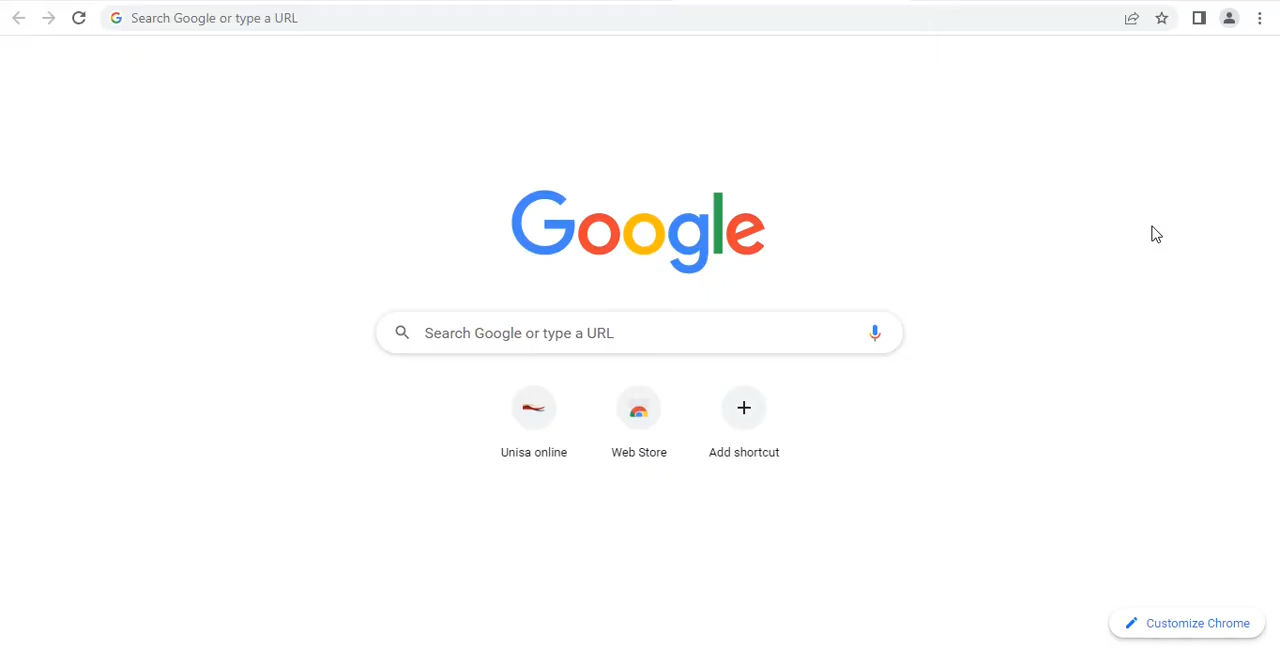 Search Google or type a URL
Google
Search Google or type a URL
Unisa online
Web Store
Add shortcut
Customize Chrome